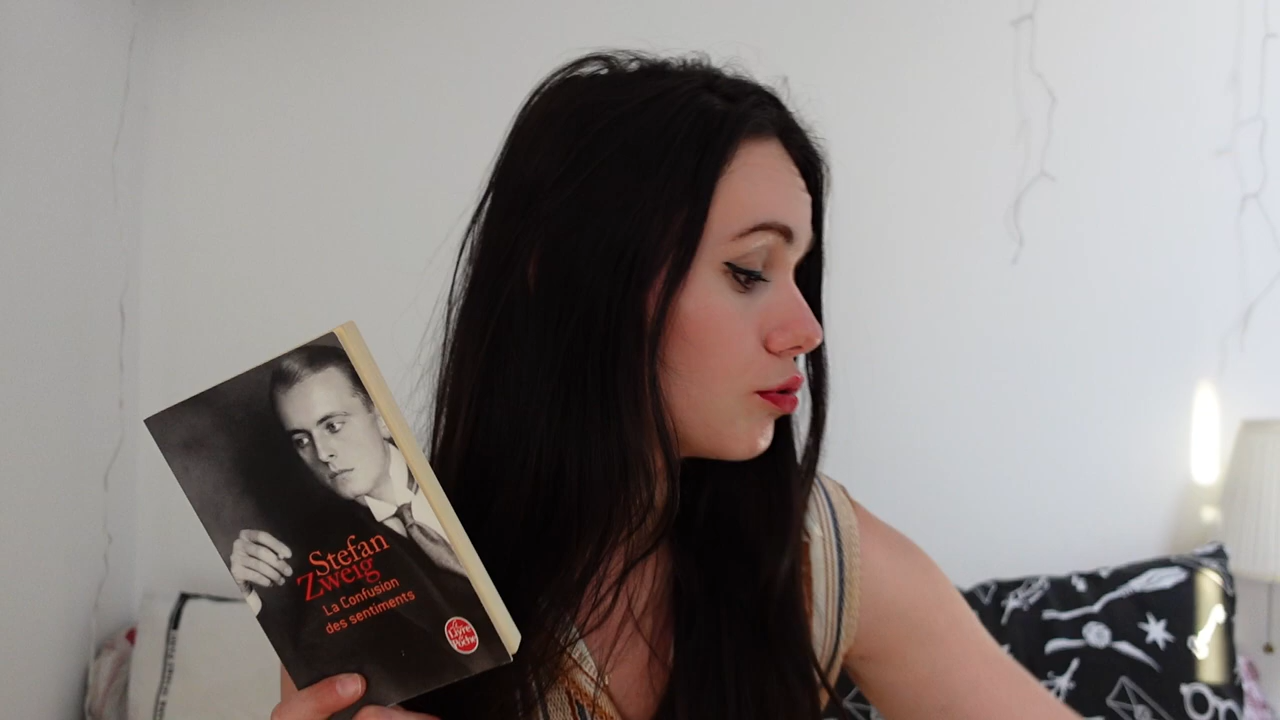 Stefan
Zweig
La Confusion
des sentiments
Le
Livre
de
Poche